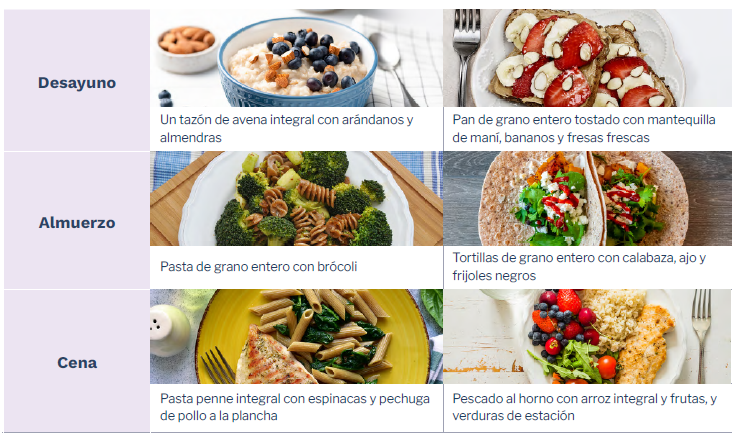 Desayuno
Un tazón de avena integral con arándanos y
almendras
Pan de grano entero tostado con mantequilla
de maní, bananos y fresas frescas
Almuerzo
Pasta de grano entero con brócoli
Tortillas de grano entero con calabaza, ajo y
frijoles negros
Cena
Pasta penne integral con espinacas y pechuga
de pollo a la plancha
Pescado al horno con arroz integral y frutas, y
verduras de estación